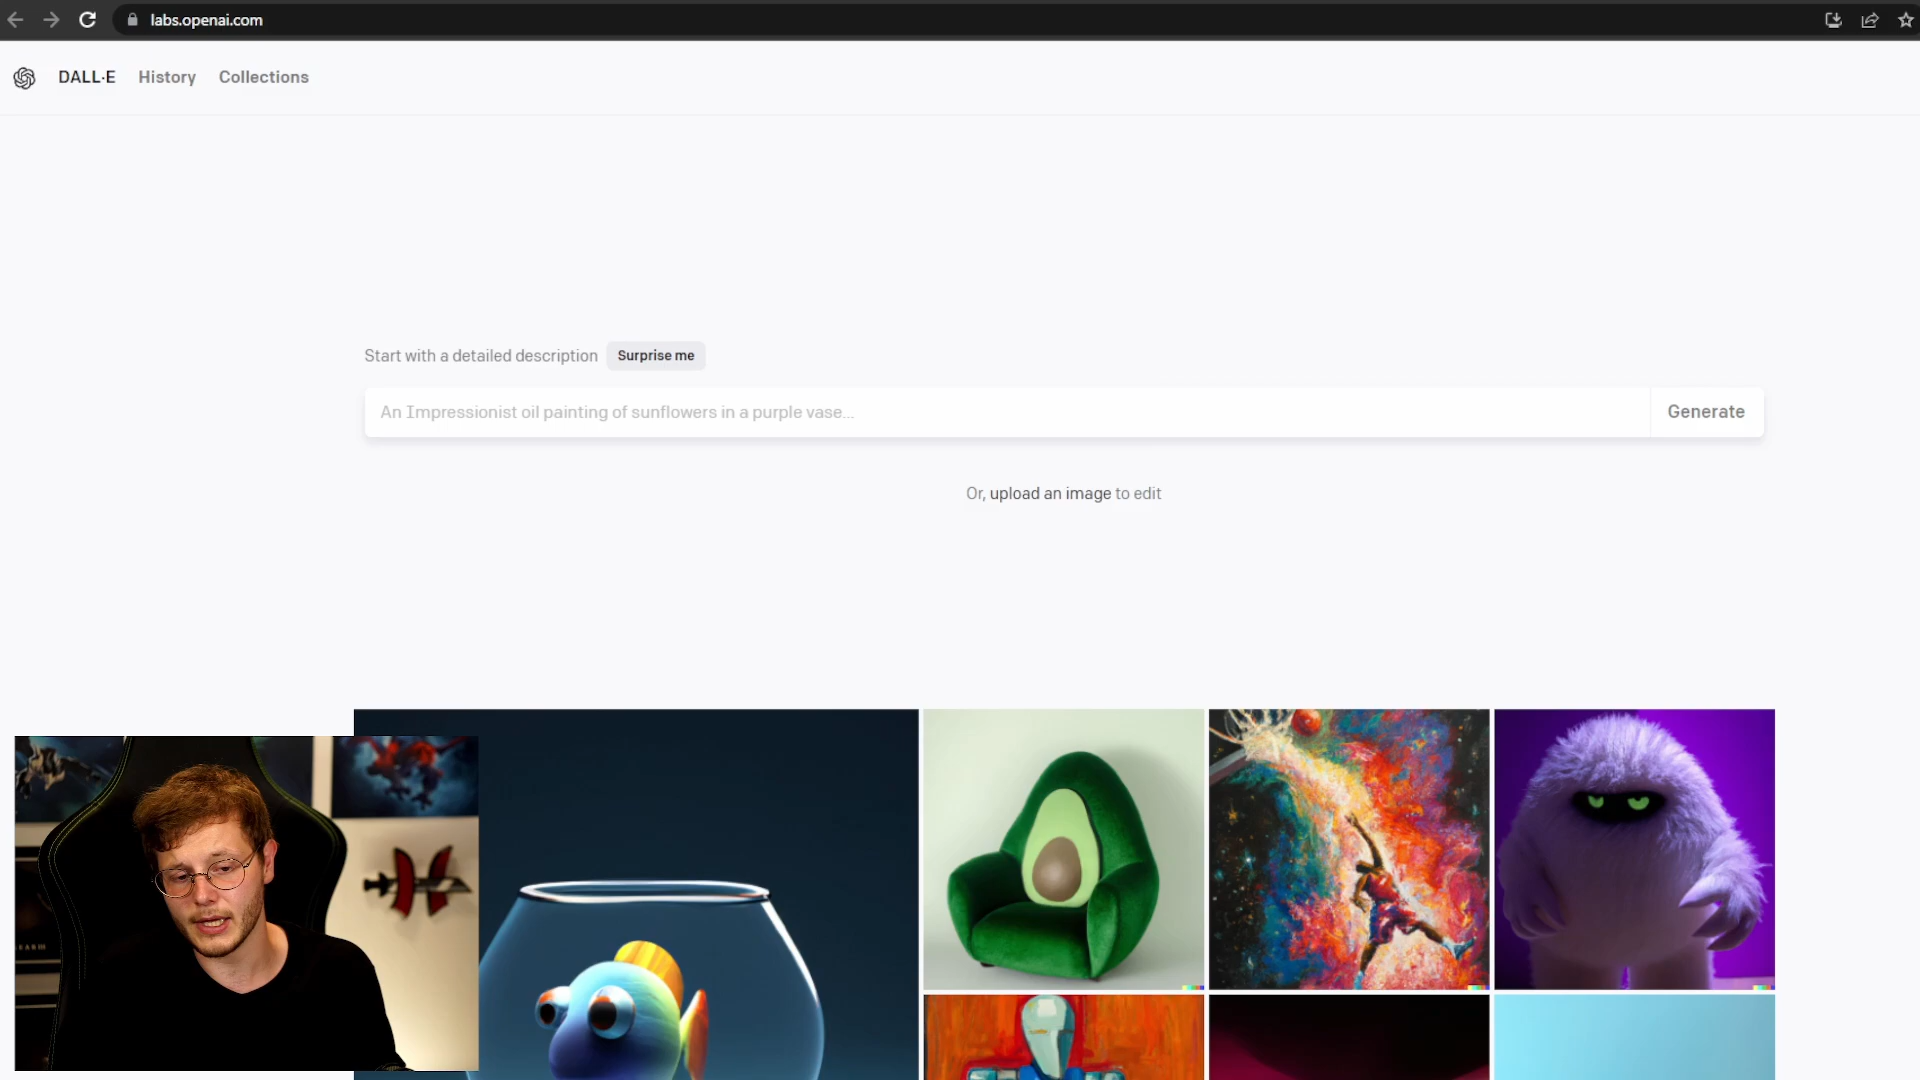 labs.openai.com
DALL·E History Collections
Start with a detailed description Surprise me
An Impressionist oil painting of sunflowers in a purple vase...
Generate
Or, upload an image to edit